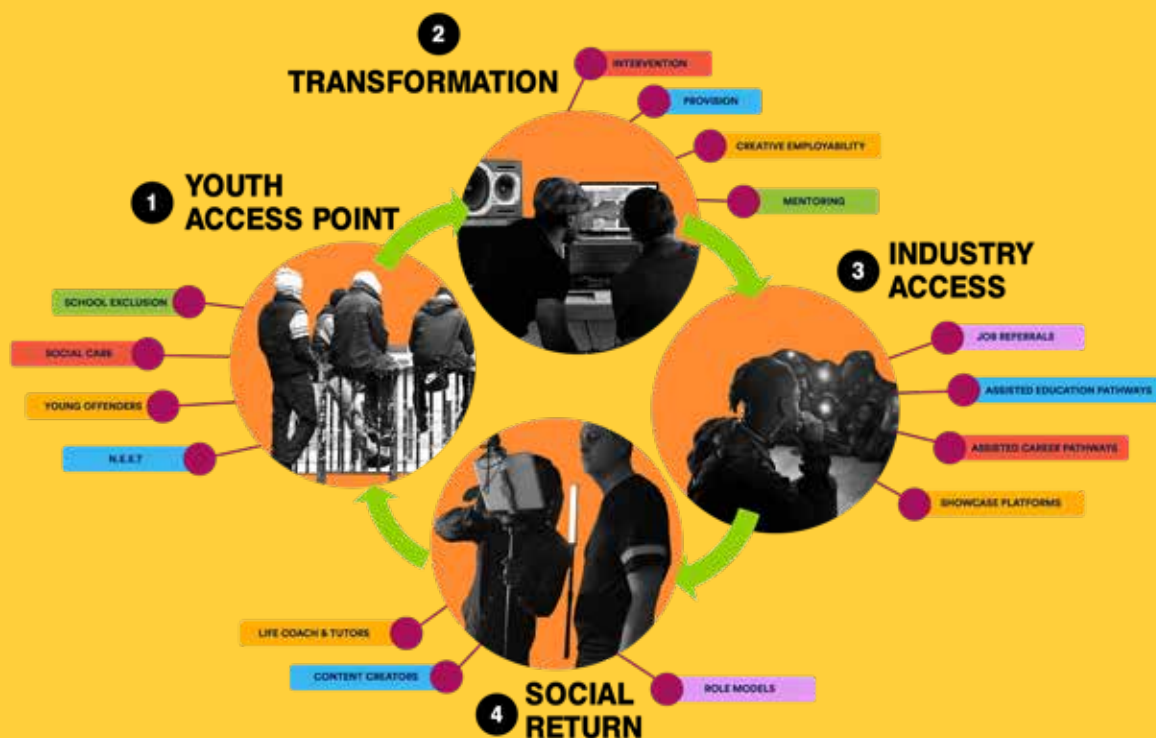 1
YOUTH
ACCESS POINT
SCHOOL EXCLUSION
SOCIAL CARE
YOUNG OFFENDERS
N.E.E.T
2
TRANSFORMATION
INTERVENTION
PROVISION
CREATIVE EMPLOYABILITY
MENTORING
3
INDUSTRY
ACCESS
JOB REFERRALS
ASSISTED EDUCATION PATHWAYS
ASSISTED CAREER PATHWAYS
SHOWCASE PLATFORMS
LIFE COACH & TUTORS
CONTENT CREATORS
4
SOCIAL
RETURN
ROLE MODELS